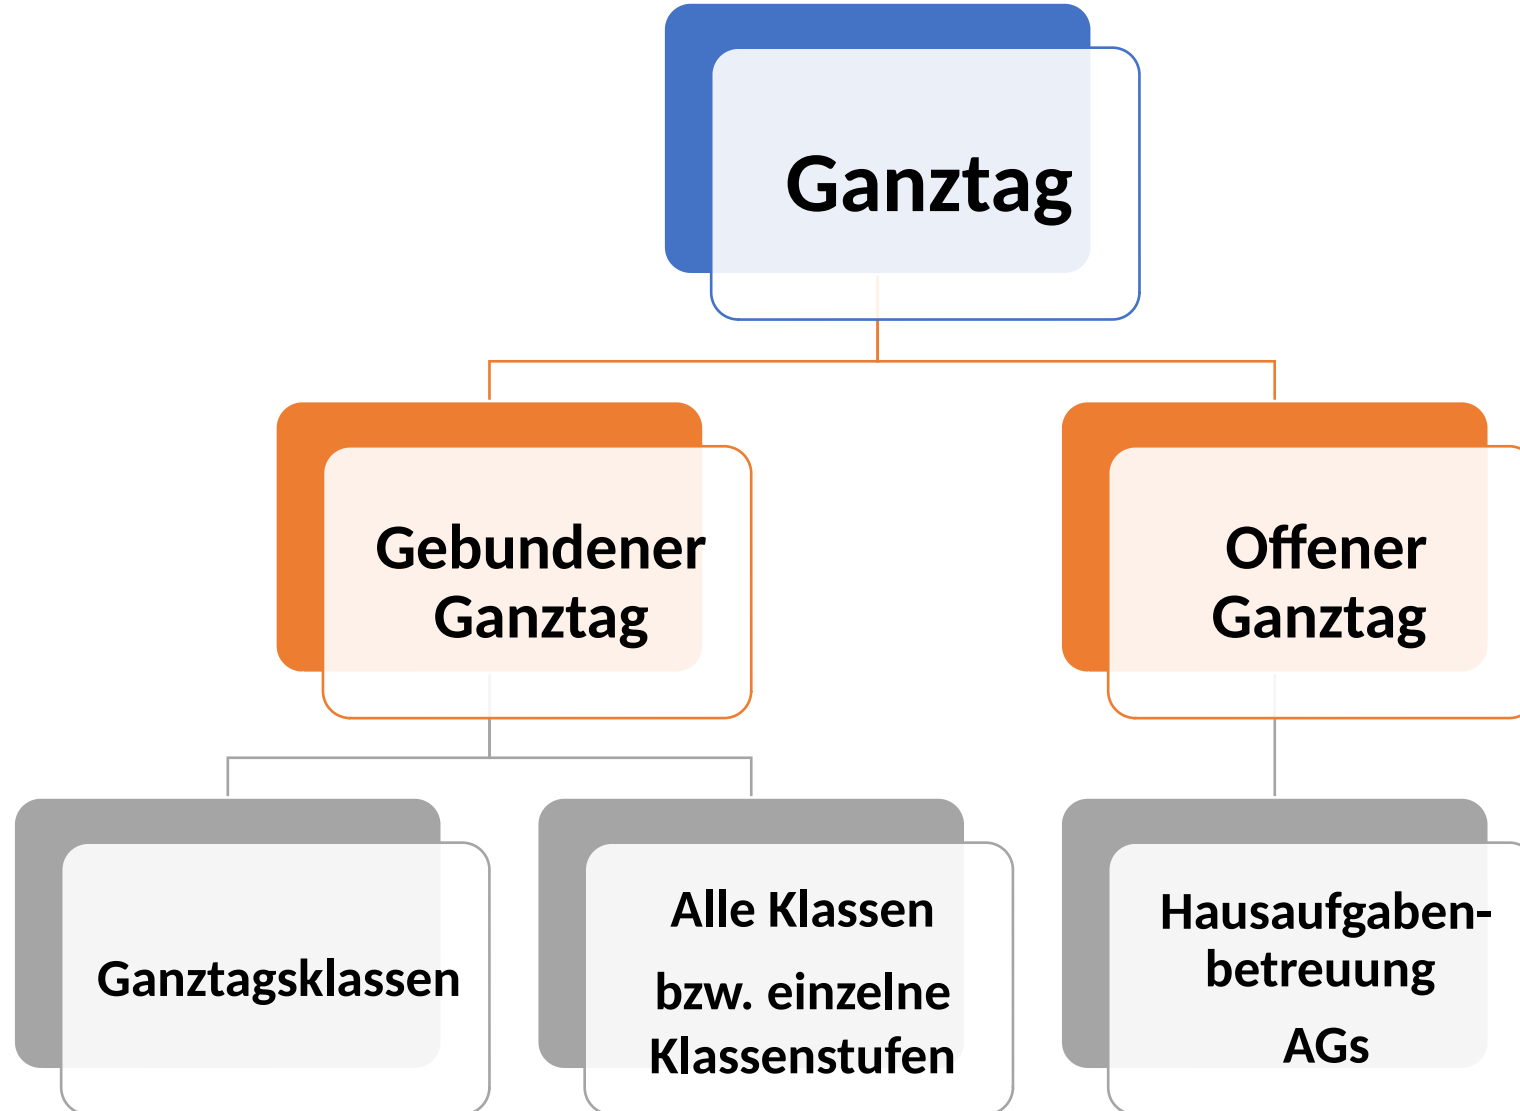 Ganztag
Gebundener
Ganztag
Offener
Ganztag
Ganztagsklassen
Alle Klassen
bzw. einzelne
Klassenstufen
Hausaufgaben-
betreuung
AGs